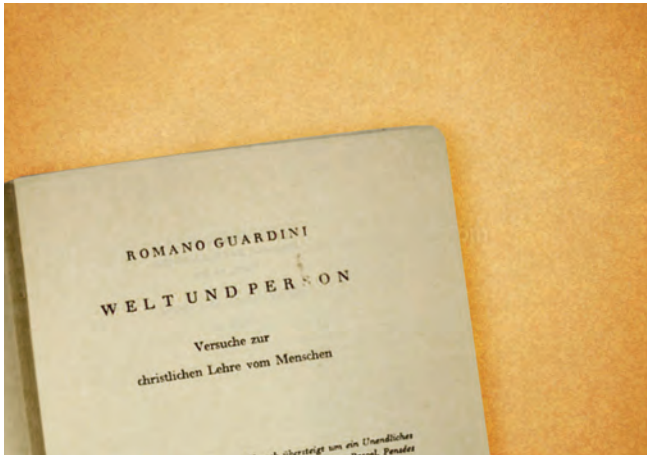 ROMANO GUARDINI
WELT UND PERSON
Versuche zur
christlichen Lehre vom Menschen
übersteigt um ein Unendliches
Pascal, Pensées